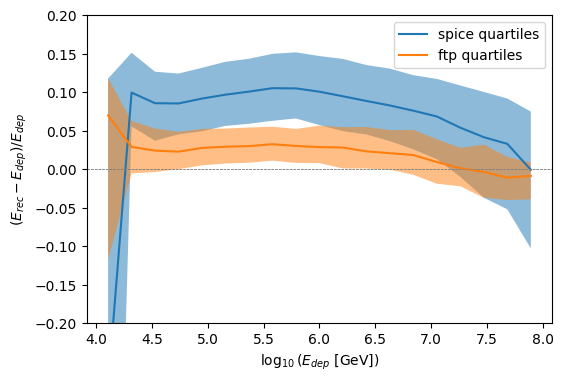 0.20
0.15
0.10
0.05
0.00
−0.05
−0.10
−0.15
−0.20
(E_rec − E_dep)/E_dep
spice quartiles
ftp quartiles
4.0 4.5 5.0 5.5 6.0 6.5 7.0 7.5 8.0
log₁₀ (E_dep [GeV])